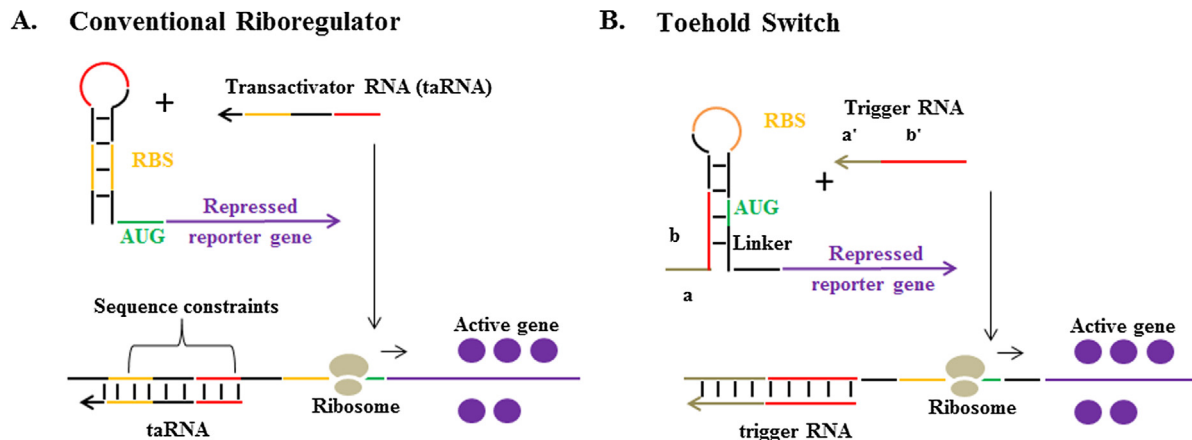 A. Conventional Riboregulator
+
Transactivator RNA (taRNA)
RBS
AUG
Repressed
reporter gene
Sequence constraints
Active gene
Ribosome
taRNA
B. Toehold Switch
RBS
Trigger RNA
a' b'
+
AUG
b
Linker
a
Repressed
reporter gene
Active gene
Ribosome
trigger RNA